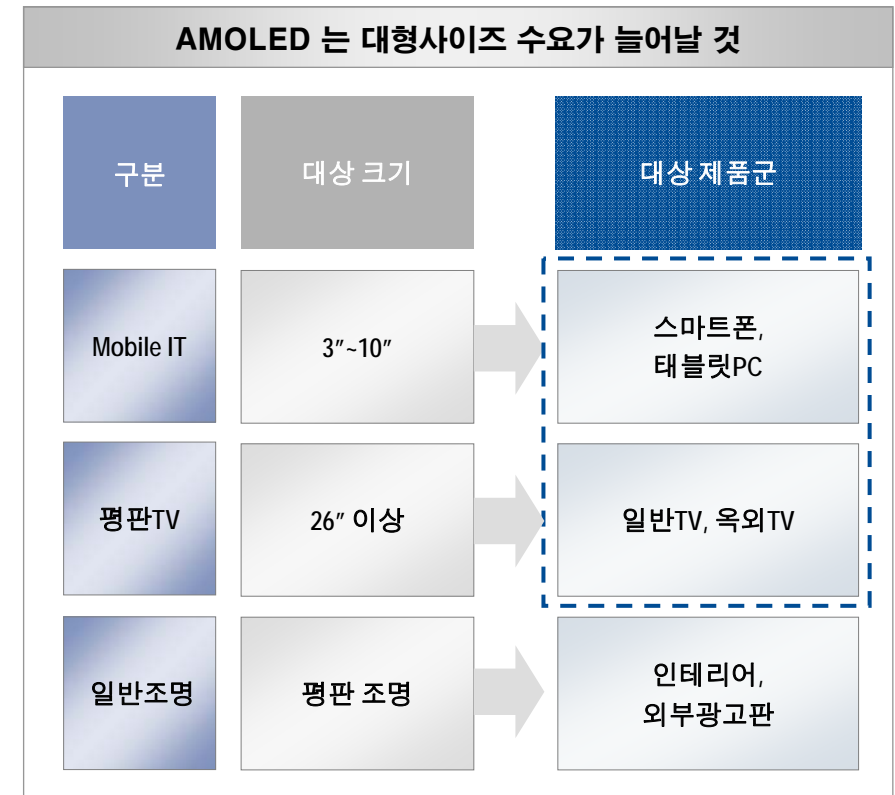 AMOLED 는 대형사이즈 수요가 늘어날 것
구분
대상 크기
대상 제품군
Mobile IT
3″~10″
스마트폰,
태블릿PC
평판TV
26″ 이상
일반TV, 옥외TV
일반조명
평판 조명
인테리어,
외부광고판